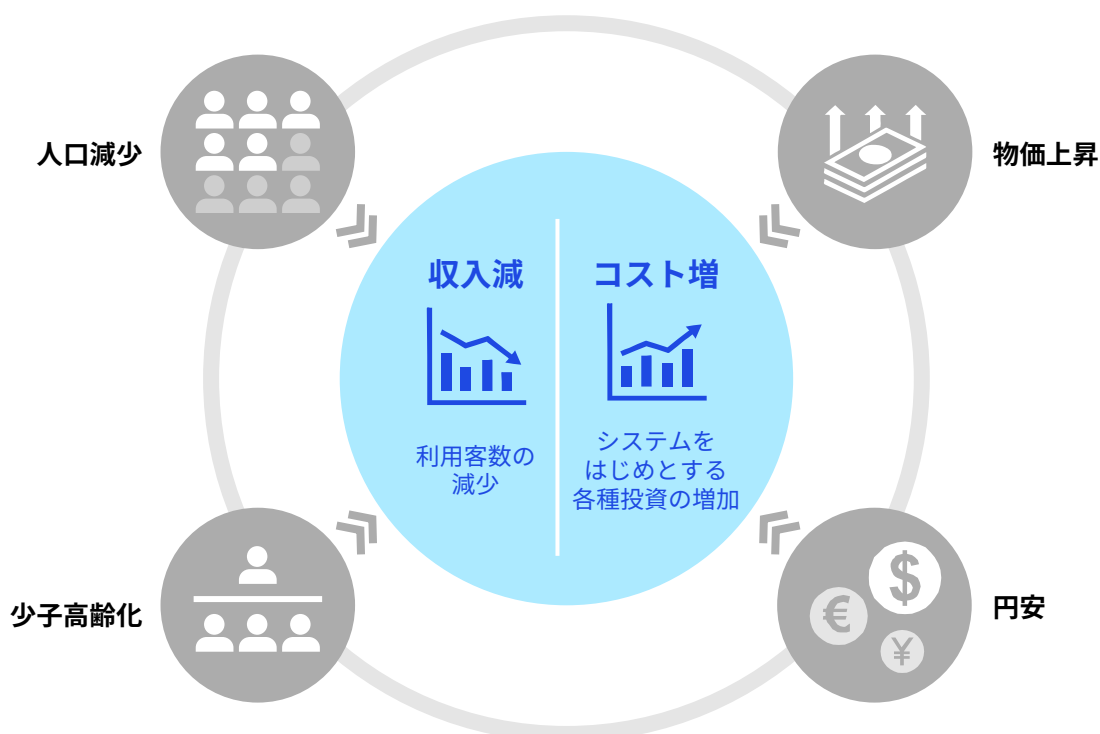 人口減少
物価上昇
収入減
コスト増
利用客数の
減少
システムを
はじめとする
各種投資の増加
少子高齢化
円安
$
€
¥